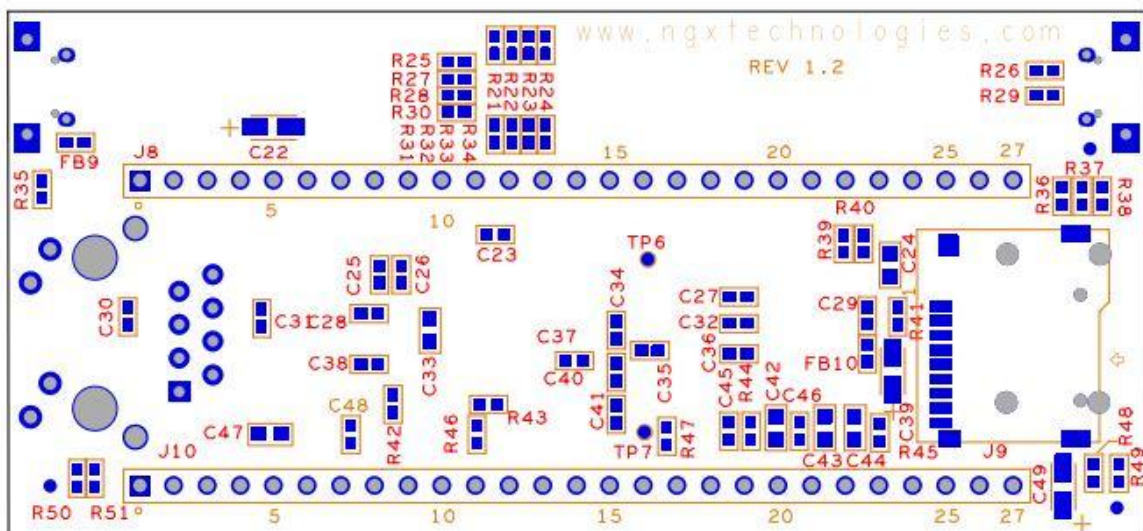 www.ngxtechnologies.com
REV 1.2
R25
R27
R28
R30
R21
R22
R23
R24
R31
R32
R33
R34
R26
R29
FB9
C22
J8
15
20
25
27
R35
5
10
R36
R37
R38
R39
R40
C23
TP6
C24
C25
C26
C34
C27
C29
R41
C30
C31
C28
C33
C32
C37
C36
FB10
C38
C40
C35
C45
R44
C42
C46
C41
C48
R42
R46
R43
C47
R47
TP7
C43
C44
C39
R45
J9
R48
R49
J10
C49
R50
R51
5
10
15
20
25
27